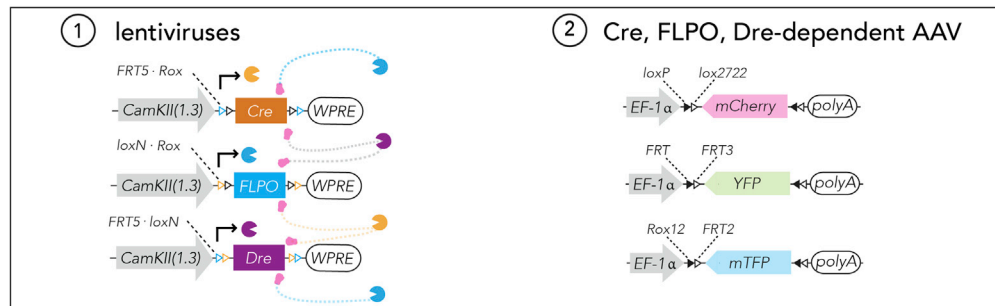 1 lentiviruses
FRT5 · Rox
CamKII(1.3) Cre WPRE
loxN · Rox
CamKII(1.3) FLPO WPRE
FRT5 · loxN
CamKII(1.3) Dre WPRE
2 Cre, FLPO, Dre-dependent AAV
loxP lox2722
EF-1α mCherry polyA
FRT FRT3
EF-1α YFP polyA
Rox12 FRT2
EF-1α mTFP polyA